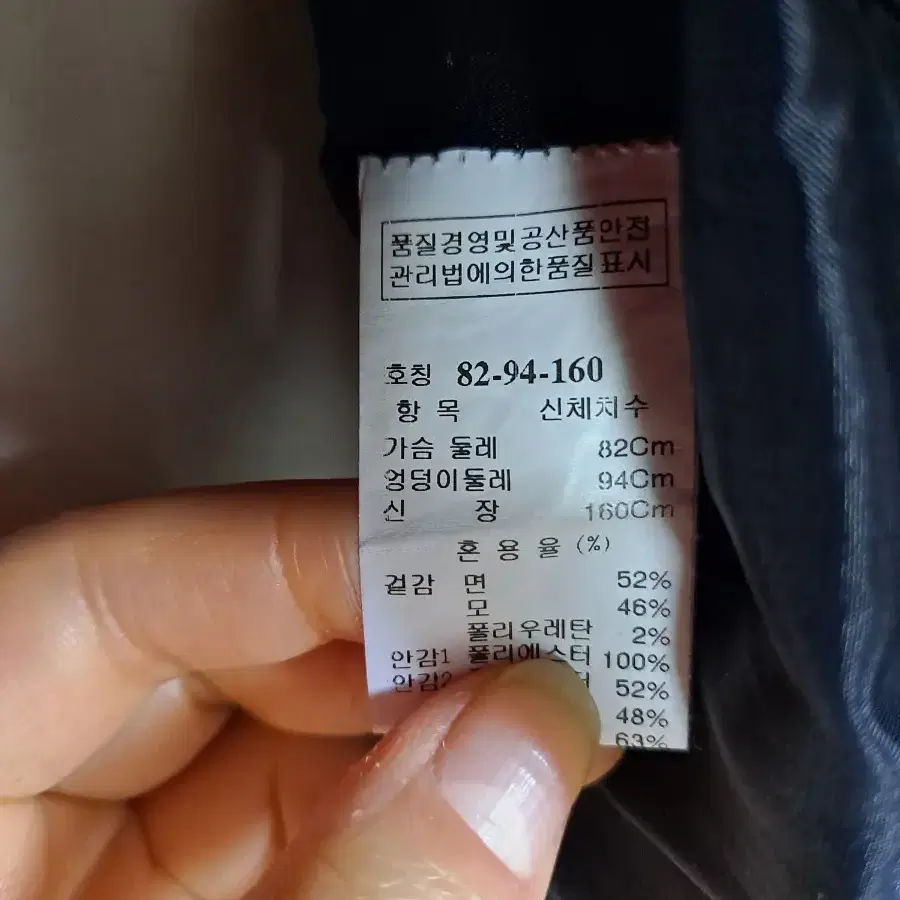 품질경영및공산품안전
관리법에의한품질표시
호칭 82-94-160
항 목 신체치수
가슴 둘레 82Cm
엉덩이둘레 94Cm
신 장 160Cm
혼 용 율 (%)
겉감 면 52%
모 46%
폴리우레탄 2%
안감1 폴리에스터 100%
안감2 52%
48%
63%